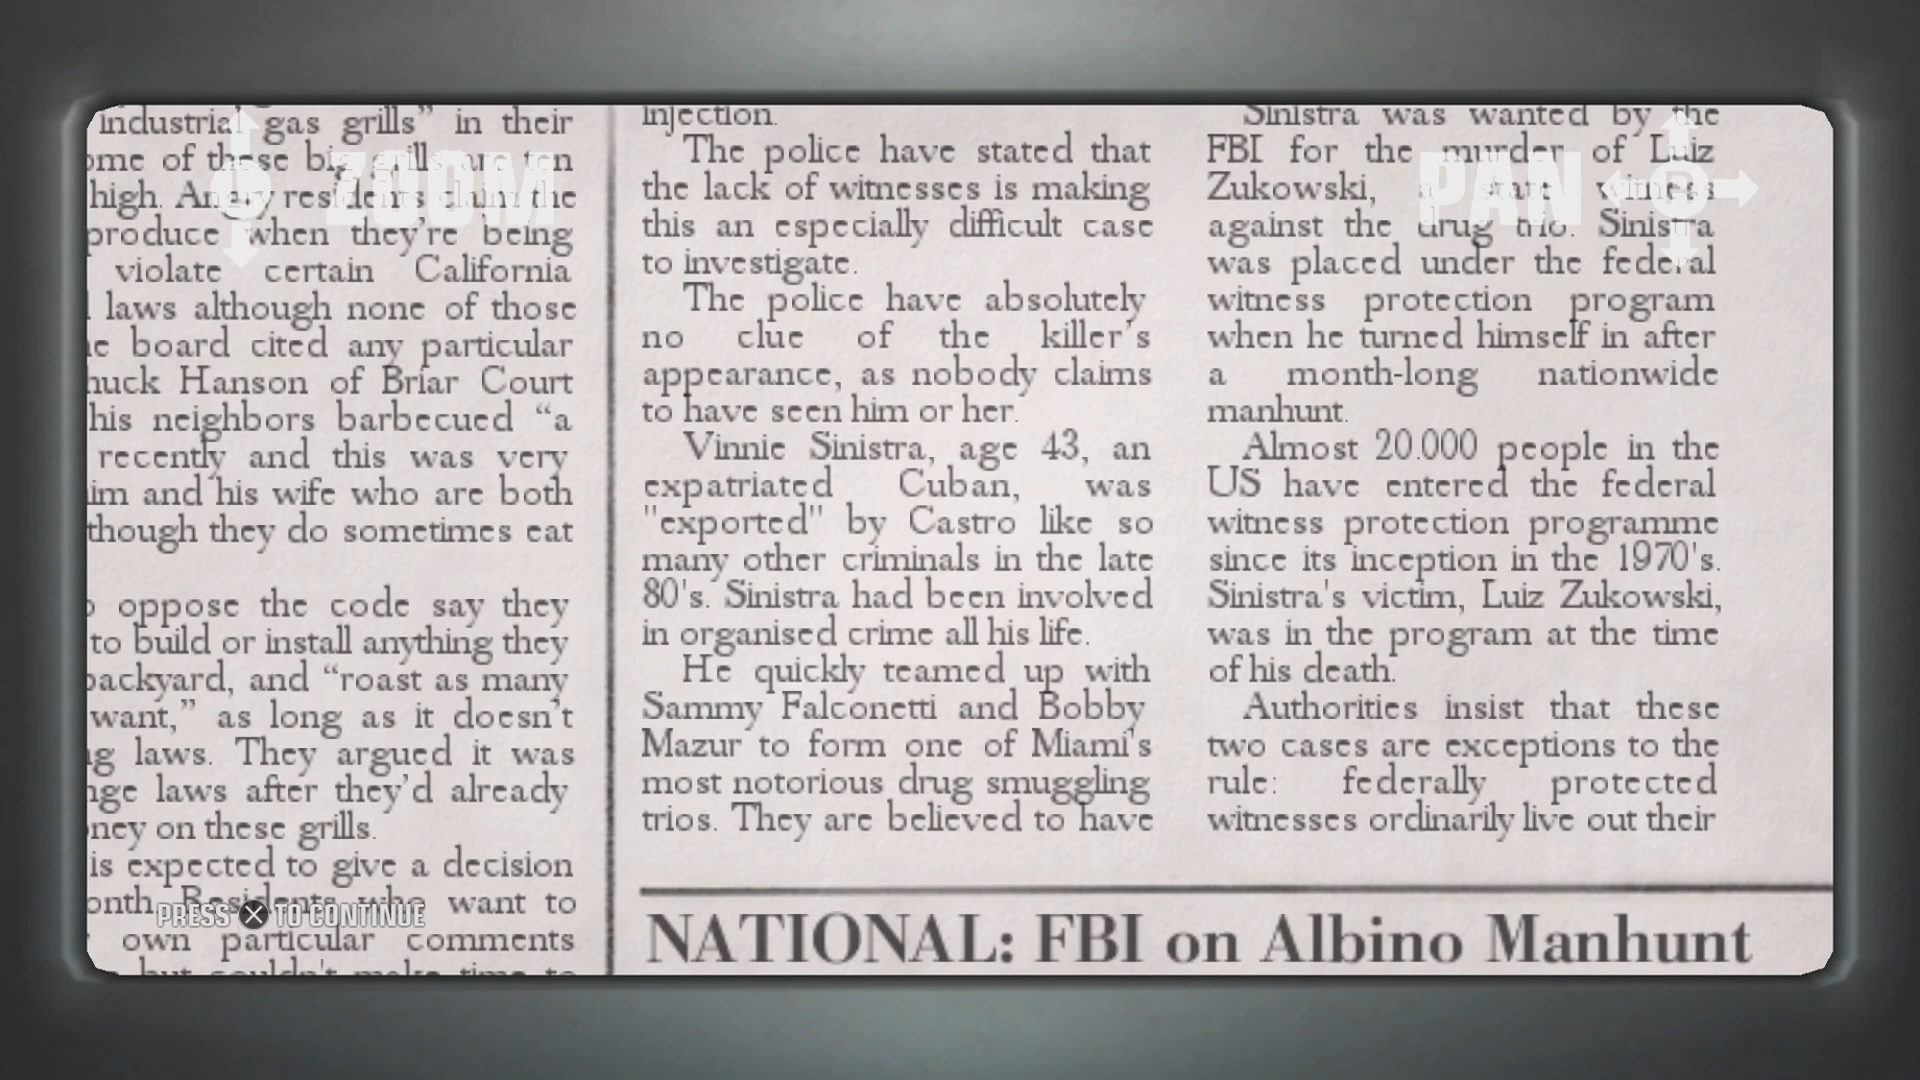 industrial gas grills” in their
ome of these big grills are ten
high. Angry residents claim the
produce when they’re being
violate certain California
laws although none of those
board cited any particular
Hanson of Briar Court
his neighbors barbecued “a
recently and this was very
im and his wife who are both
though they do sometimes eat
oppose the code say they
to build or install anything they
backyard, and “roast as many
want,” as long as it doesn’t
laws. They argued it was
laws after they’d already
on these grills.
is expected to give a decision
onth. Residents who want to
own particular comments
but couldn't make time to
injection.
The police have stated that
the lack of witnesses is making
this an especially difficult case
to investigate.
The police have absolutely
no clue of the killer's
appearance, as nobody claims
to have seen him or her.
Vinnie Sinistra, age 43, an
expatriated Cuban, was
"exported" by Castro like so
many other criminals in the late
80's. Sinistra had been involved
in organised crime all his life.
He quickly teamed up with
Sammy Falconetti and Bobby
Mazur to form one of Miami's
most notorious drug smuggling
trios. They are believed to have
Sinistra was wanted by the
FBI for the murder of Luiz
Zukowski, a state witness
against the drug trio. Sinistra
was placed under the federal
witness protection program
when he turned himself in after
a month-long nationwide
manhunt.
Almost 20.000 people in the
US have entered the federal
witness protection programme
since its inception in the 1970's.
Sinistra's victim, Luiz Zukowski,
was in the program at the time
of his death.
Authorities insist that these
two cases are exceptions to the
rule: federally protected
witnesses ordinarily live out their
NATIONAL: FBI on Albino Manhunt
ZOOM
PAN R
PRESS X TO CONTINUE